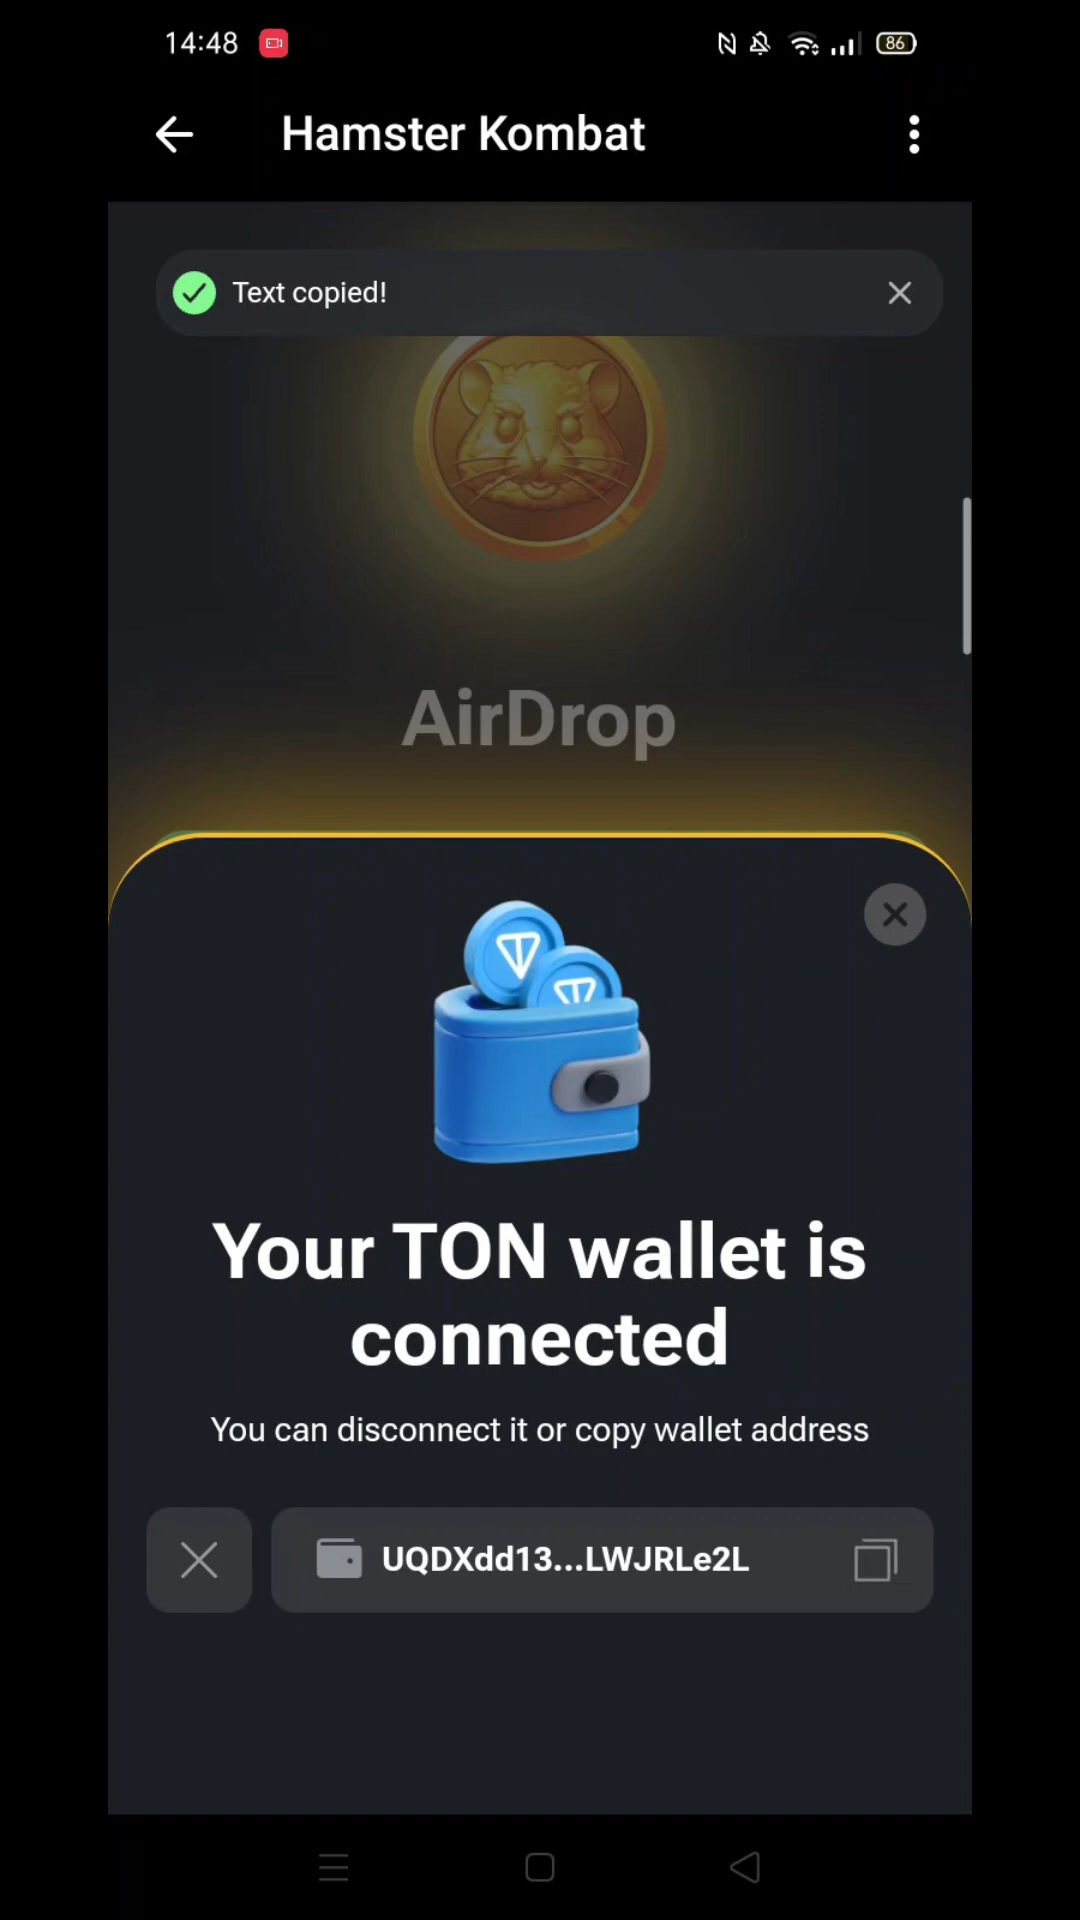 14:48
86
Hamster Kombat
Text copied!
AirDrop
Your TON wallet is
connected
You can disconnect it or copy wallet address
UQDXdd13...LWJRLe2L